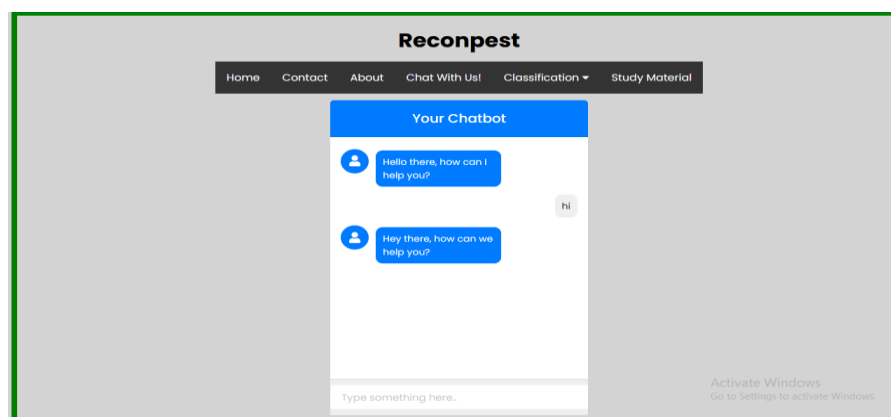 Reconpest
Home Contact About Chat With Us! Classification Study Material
Your Chatbot
Hello there, how can I
help you?
hi
Hey there, how can we
help you?
Type something here..
Activate Windows
Go to Settings to activate Windows.